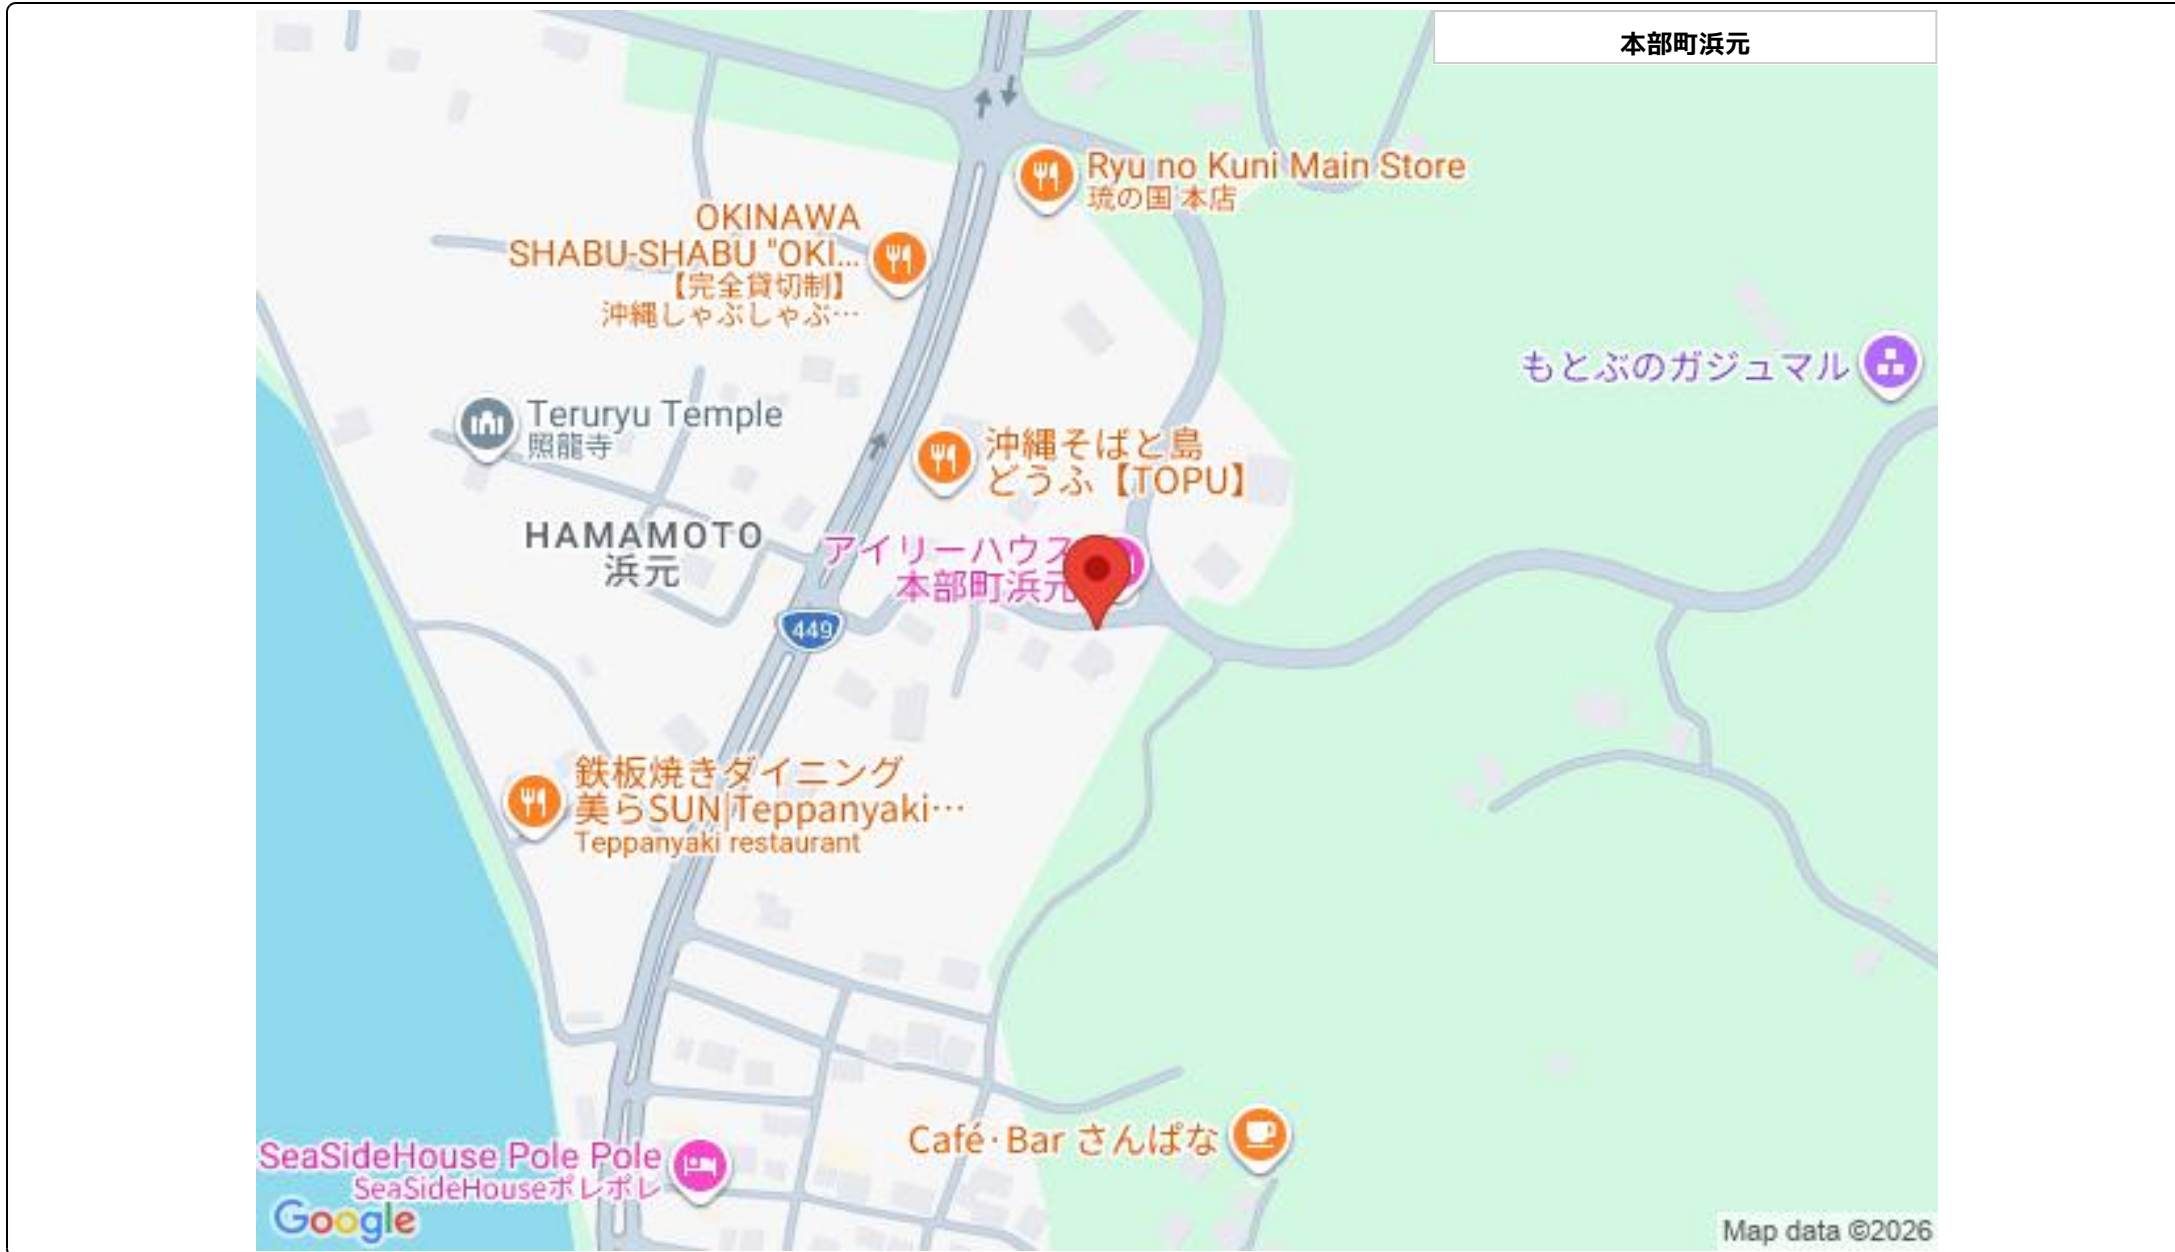 本部町浜元
Ryu no Kuni Main Store
琉の国 本店
OKINAWA
SHABU-SHABU "OKI...
【完全貸切制】
沖縄しゃぶしゃぶ…
もとぶのガジュマル
Teruryu Temple
照龍寺
沖縄そばと島
どうふ【TOPU】
HAMAMOTO
浜元
アイリーハウス
本部町浜元
449
鉄板焼きダイニング
美らSUN|Teppanyaki…
Teppanyaki restaurant
Café･Bar さんぱな
SeaSideHouse Pole Pole
SeaSideHouseポレポレ
Google
Map data ©2026